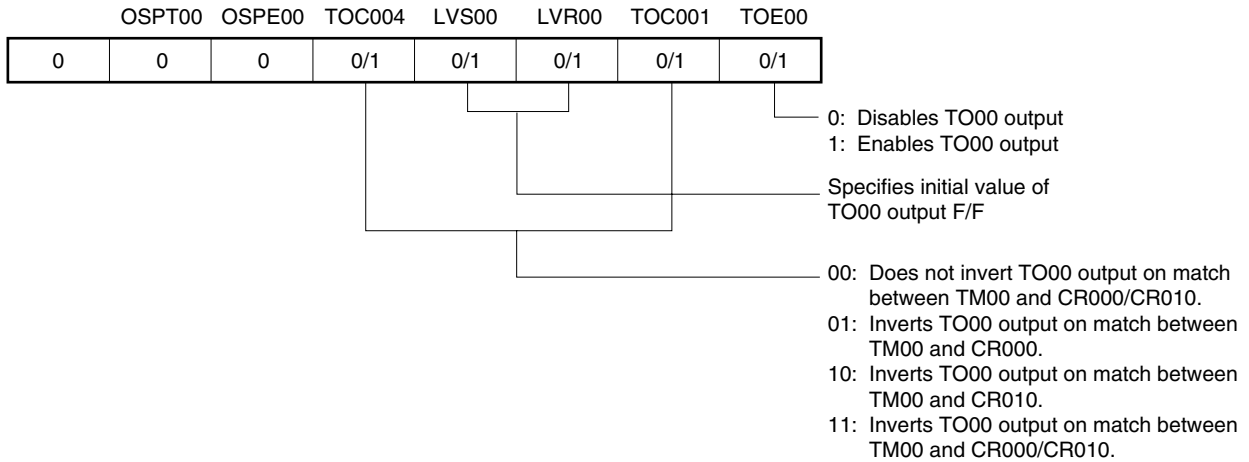 OSPT00 OSPE00 TOC004 LVS00 LVR00 TOC001 TOE00
0 0 0 0/1 0/1 0/1 0/1 0/1
0: Disables TO00 output
1: Enables TO00 output
Specifies initial value of
TO00 output F/F
00: Does not invert TO00 output on match
between TM00 and CR000/CR010.
01: Inverts TO00 output on match between
TM00 and CR000.
10: Inverts TO00 output on match between
TM00 and CR010.
11: Inverts TO00 output on match between
TM00 and CR000/CR010.